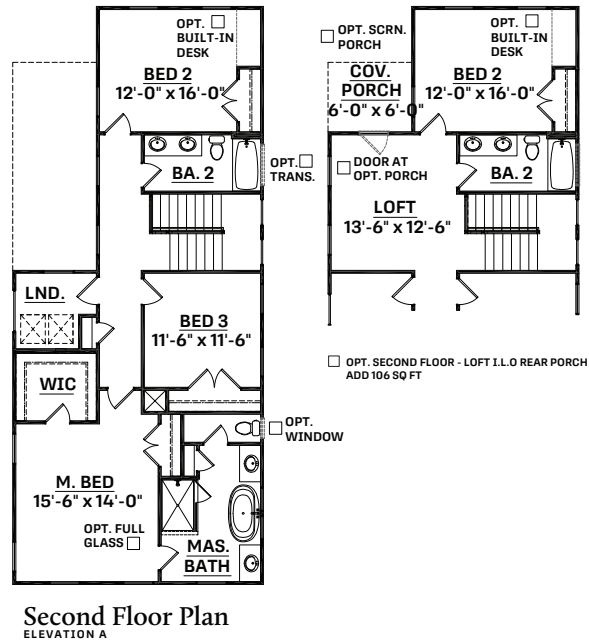 OPT.
BUILT-IN
DESK
BED 2
12'-0" x 16'-0"
BA. 2
OPT.
TRANS.
LND.
BED 3
11'-6" x 11'-6"
WIC
OPT.
WINDOW
M. BED
15'-6" x 14'-0"
OPT. FULL
GLASS
MAS.
BATH
OPT. SCRN.
PORCH
COV.
PORCH
6'-0" x 6'-0"
OPT.
BUILT-IN
DESK
BED 2
12'-0" x 16'-0"
DOOR AT
OPT. PORCH
BA. 2
LOFT
13'-6" x 12'-6"
OPT. SECOND FLOOR - LOFT I.L.O REAR PORCH
ADD 106 SQ FT
Second Floor Plan
ELEVATION A